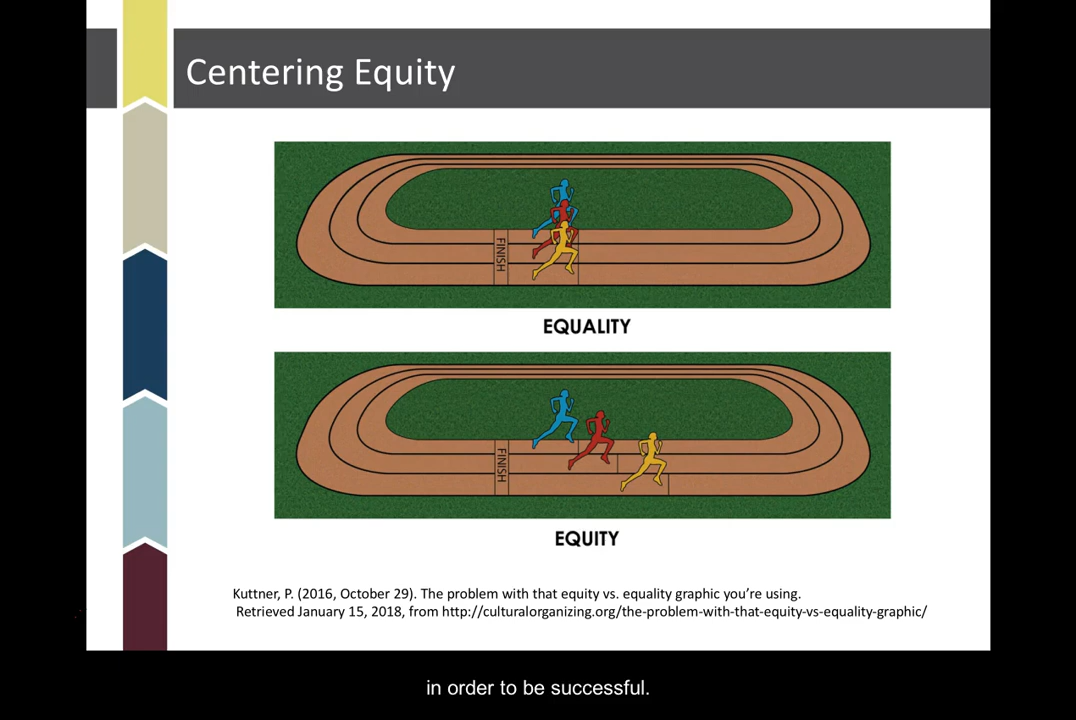 Centering Equity
FINISH
EQUALITY
FINISH
EQUITY
Kuttner, P. (2016, October 29). The problem with that equity vs. equality graphic you’re using.
Retrieved January 15, 2018, from http://culturalorganizing.org/the-problem-with-that-equity-vs-equality-graphic/
in order to be successful.